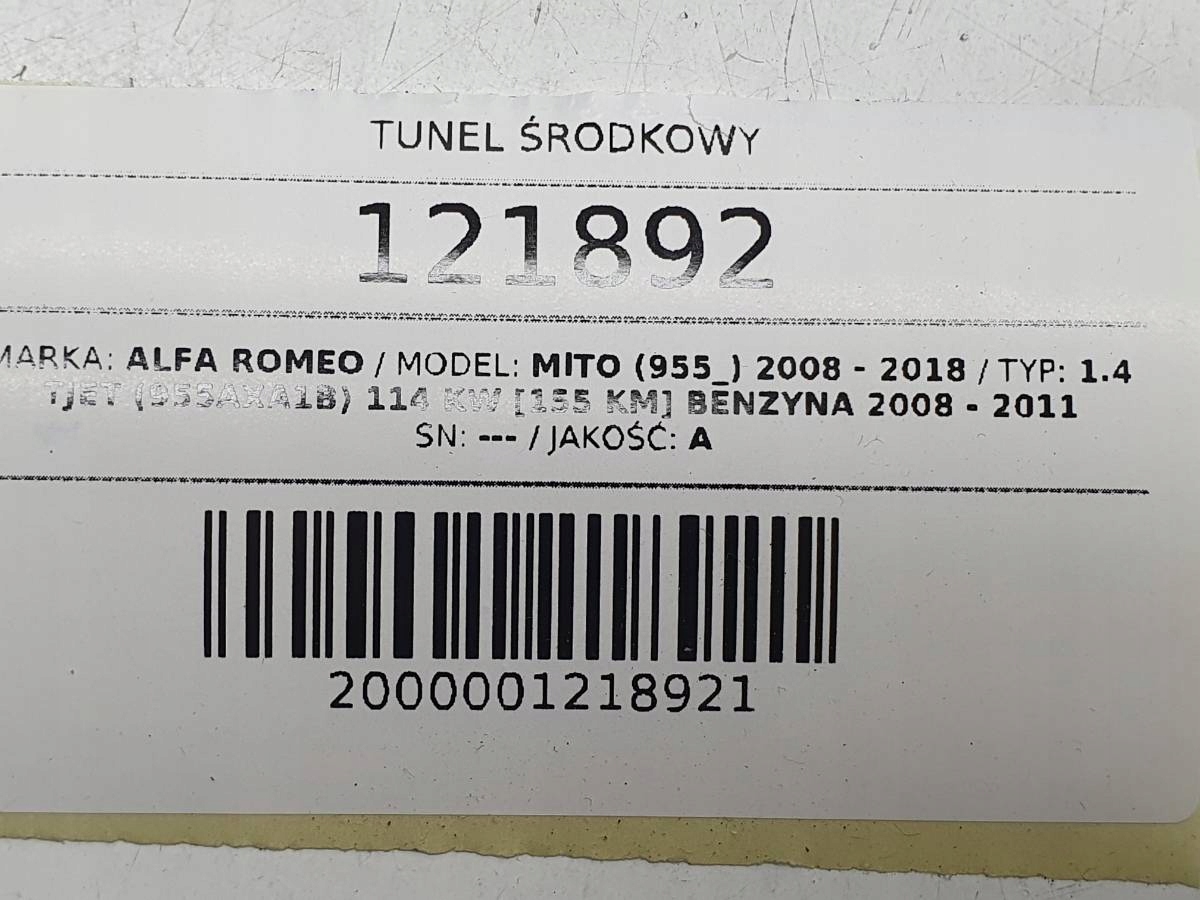 TUNEL ŚRODKOWY
121892
MARKA: ALFA ROMEO / MODEL: MITO (955_) 2008 - 2018 / TYP: 1.4
TJET (955AXA1B) 114 KW [155 KM] BENZYNA 2008 - 2011
SN: --- / JAKOŚĆ: A
2000001218921